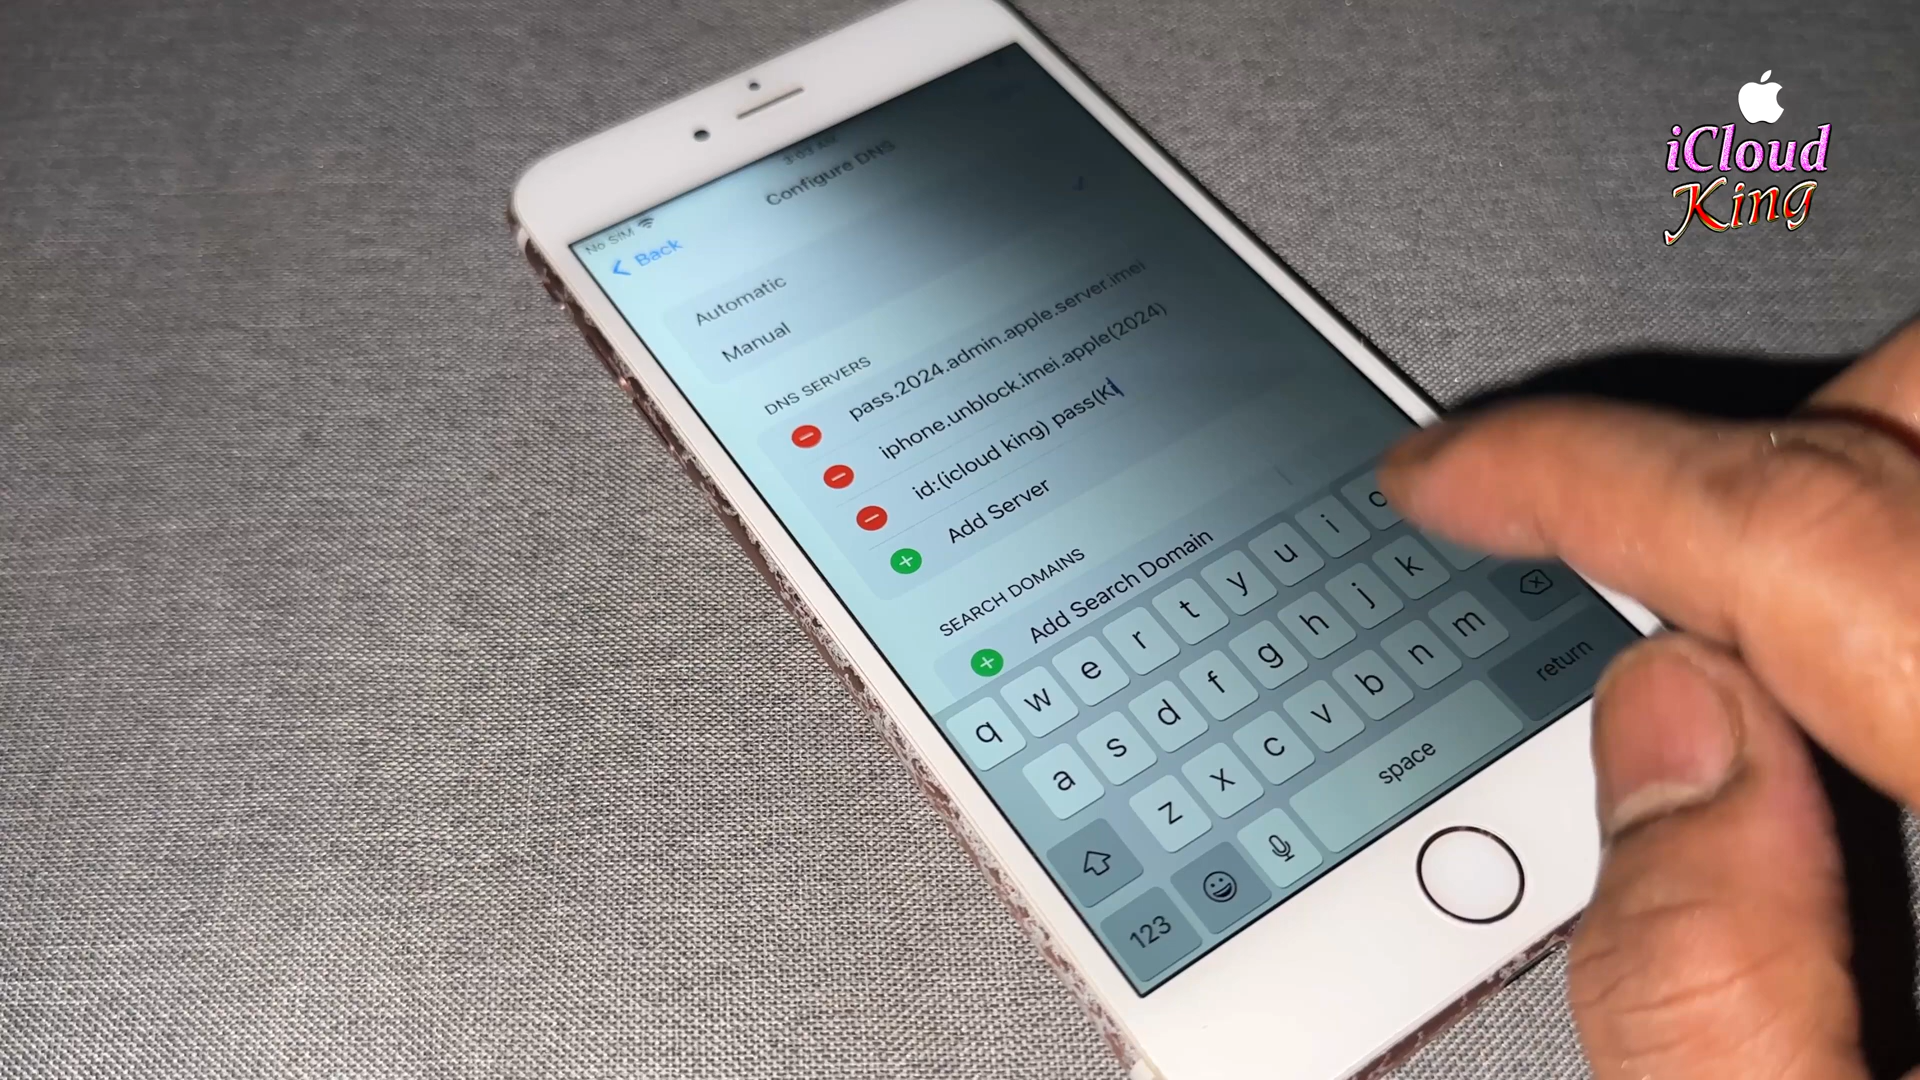 iCloud
King
No SIM
Configure DNS
Back
Automatic
Manual
DNS SERVERS
pass.2024.admin.apple.server.imei
iphone.unblock.imei.apple(2024)
id:(icloud king) pass(Ki
Add Server
SEARCH DOMAINS
Add Search Domain
q w e r t y u i o
a s d f g h j k
z x c v b n m
123 space return